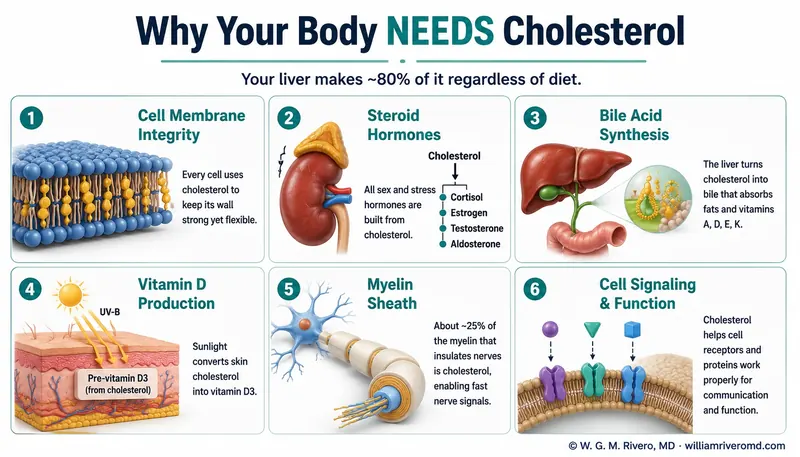 Why Your Body NEEDS Cholesterol
Your liver makes ~80% of it regardless of diet.
1
Cell Membrane
Integrity
Every cell uses
cholesterol to
keep its wall
strong yet flexible.
2
Steroid
Hormones
All sex and stress
hormones are
built from
cholesterol.
Cholesterol
Cortisol
Estrogen
Testosterone
Aldosterone
3
Bile Acid
Synthesis
The liver turns
cholesterol into
bile that absorbs
fats and vitamins
A, D, E, K.
4
Vitamin D
Production
UV-B
Pre-vitamin D3
(from cholesterol)
Sunlight
converts skin
cholesterol
into vitamin D3.
5
Myelin
Sheath
About ~25% of
the myelin that
insulates nerves
is cholesterol,
enabling fast
nerve signals.
6
Cell Signaling
& Function
Cholesterol
helps cell
receptors and
proteins work
properly for
communication
and function.
© W. G. M. Rivero, MD · williamriveromd.com